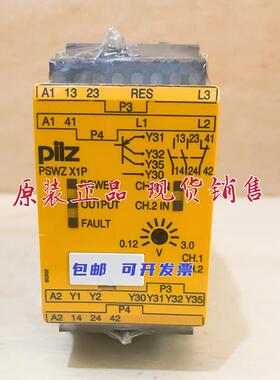 A1 13 23 RES L3
P3
A1 41 L1 L2
P4
Y31
13 23 41
Y32
Y35
Y30
14 24 42
pilz
PSWZ X1P
POWER
OUTPUT
CH.2 IN
FAULT
原装正品 现货销售
0.12 3.0
V
CH.1
包邮 可开发票
P3
A2 Y1 Y2 Y30 Y31 Y32 Y35
P4
A2 14 24 42